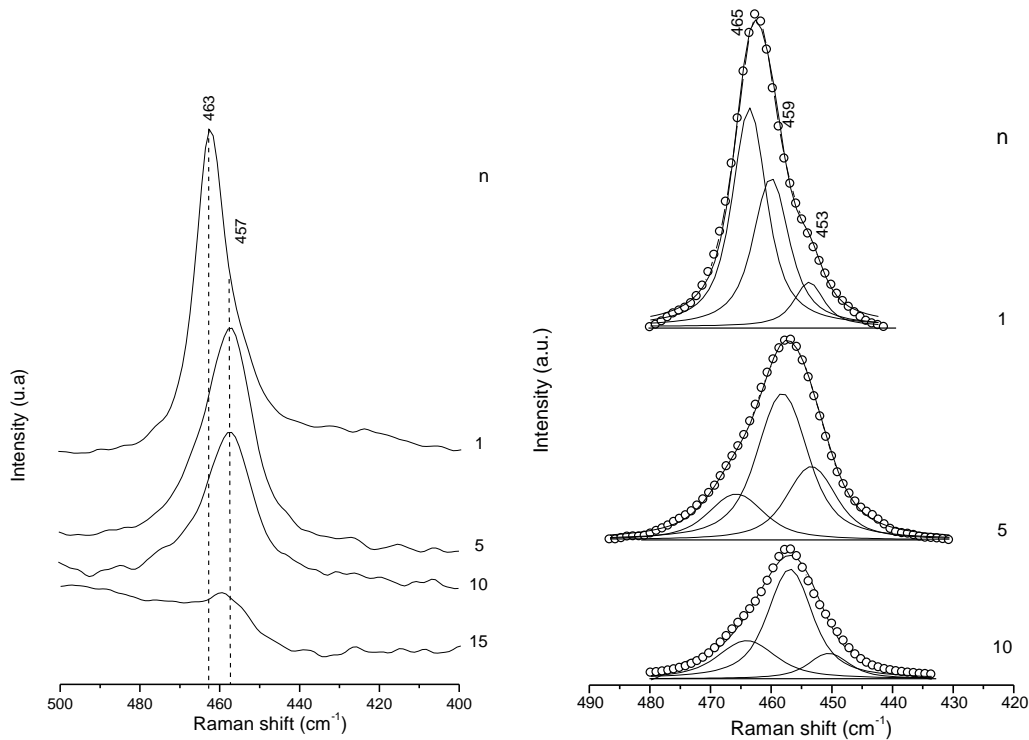 463
457
n
1
5
10
15
Intensity (u.a)
500 480 460 440 420 400
Raman shift (cm⁻¹)
465
459
453
n
1
5
10
Intensity (a.u.)
490 480 470 460 450 440 430 420
Raman shift (cm⁻¹)